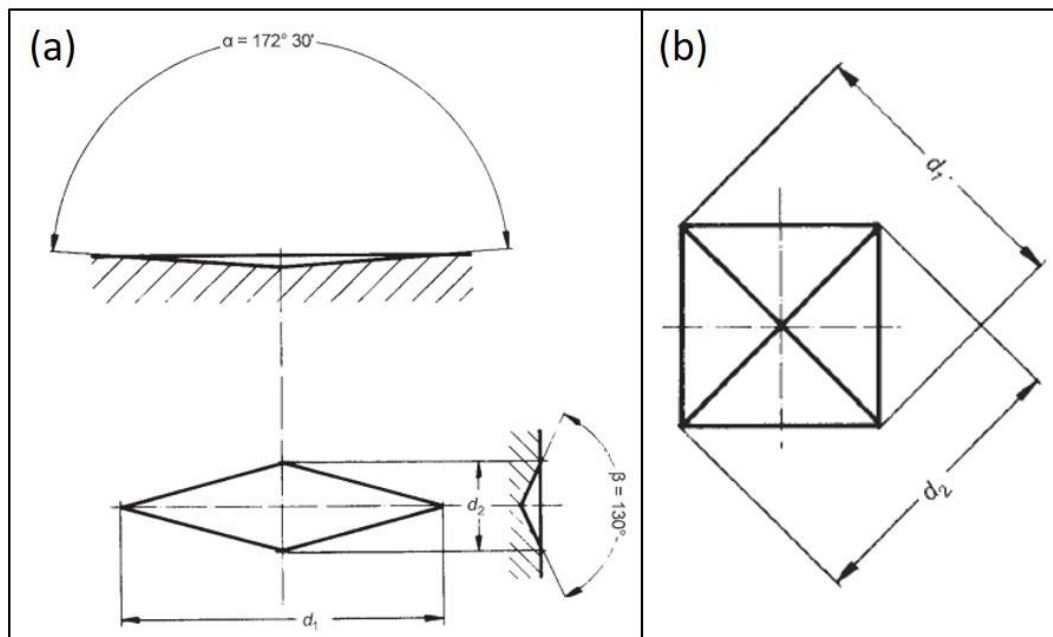 (a)
α = 172° 30'
d₂
β = 130°
d₁
(b)
d₁
d₂